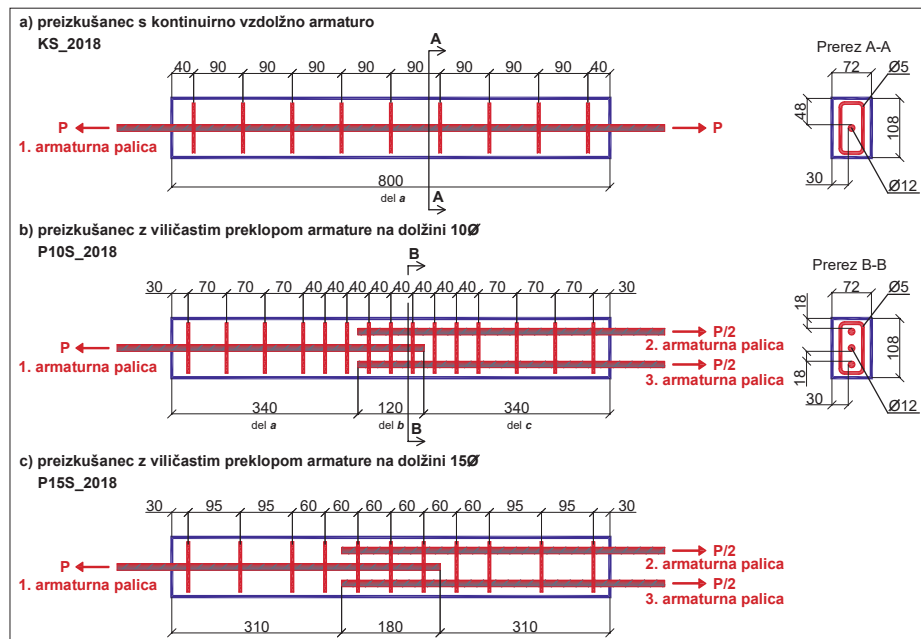 a) preizkušanec s kontinuirno vzdolžno armaturo
KS_2018
A
Prerez A-A
40 90 90 90 90 90 90 90 90 40
72
Ø5
P
P
48
108
1. armaturna palica
30
Ø12
800
del a
A
b) preizkušanec z viličastim preklopom armature na dolžini 10Ø
P10S_2018
B
Prerez B-B
30 70 70 70 40 40 40 40 40 40 40 40 70 70 70 30
72
Ø5
18
P
P/2
2. armaturna palica
1. armaturna palica
P/2
3. armaturna palica
108
18
30
Ø12
340 120 340
del a del b del c
B
c) preizkušanec z viličastim preklopom armature na dolžini 15Ø
P15S_2018
30 95 95 60 60 60 60 60 60 95 95 30
P
P/2
2. armaturna palica
1. armaturna palica
P/2
3. armaturna palica
310 180 310